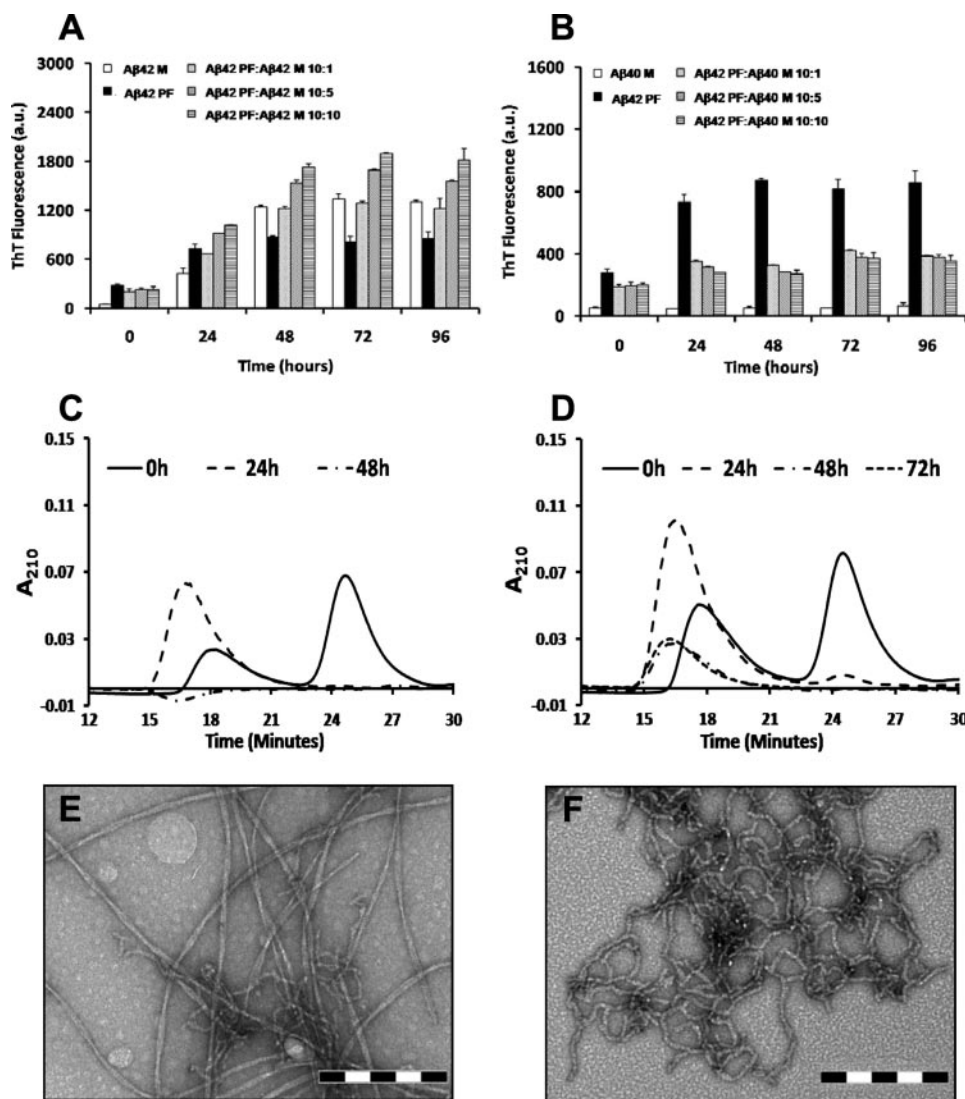 A
3000
2400
1800
1200
600
0
ThT Fluorescence (a.u.)
Aβ42 M
Aβ42 PF
Aβ42 PF:Aβ42 M 10:1
Aβ42 PF:Aβ42 M 10:5
Aβ42 PF:Aβ42 M 10:10
0 24 48 72 96
Time (hours)
B
1600
1200
800
400
0
ThT Fluorescence (a.u.)
Aβ40 M
Aβ42 PF
Aβ42 PF:Aβ40 M 10:1
Aβ42 PF:Aβ40 M 10:5
Aβ42 PF:Aβ40 M 10:10
0 24 48 72 96
Time (hours)
C
0.15
0.11
0.07
0.03
-0.01
A210
0h 24h 48h
12 15 18 21 24 27 30
Time (Minutes)
D
0.15
0.11
0.07
0.03
-0.01
A210
0h 24h 48h 72h
12 15 18 21 24 27 30
Time (Minutes)
E
F